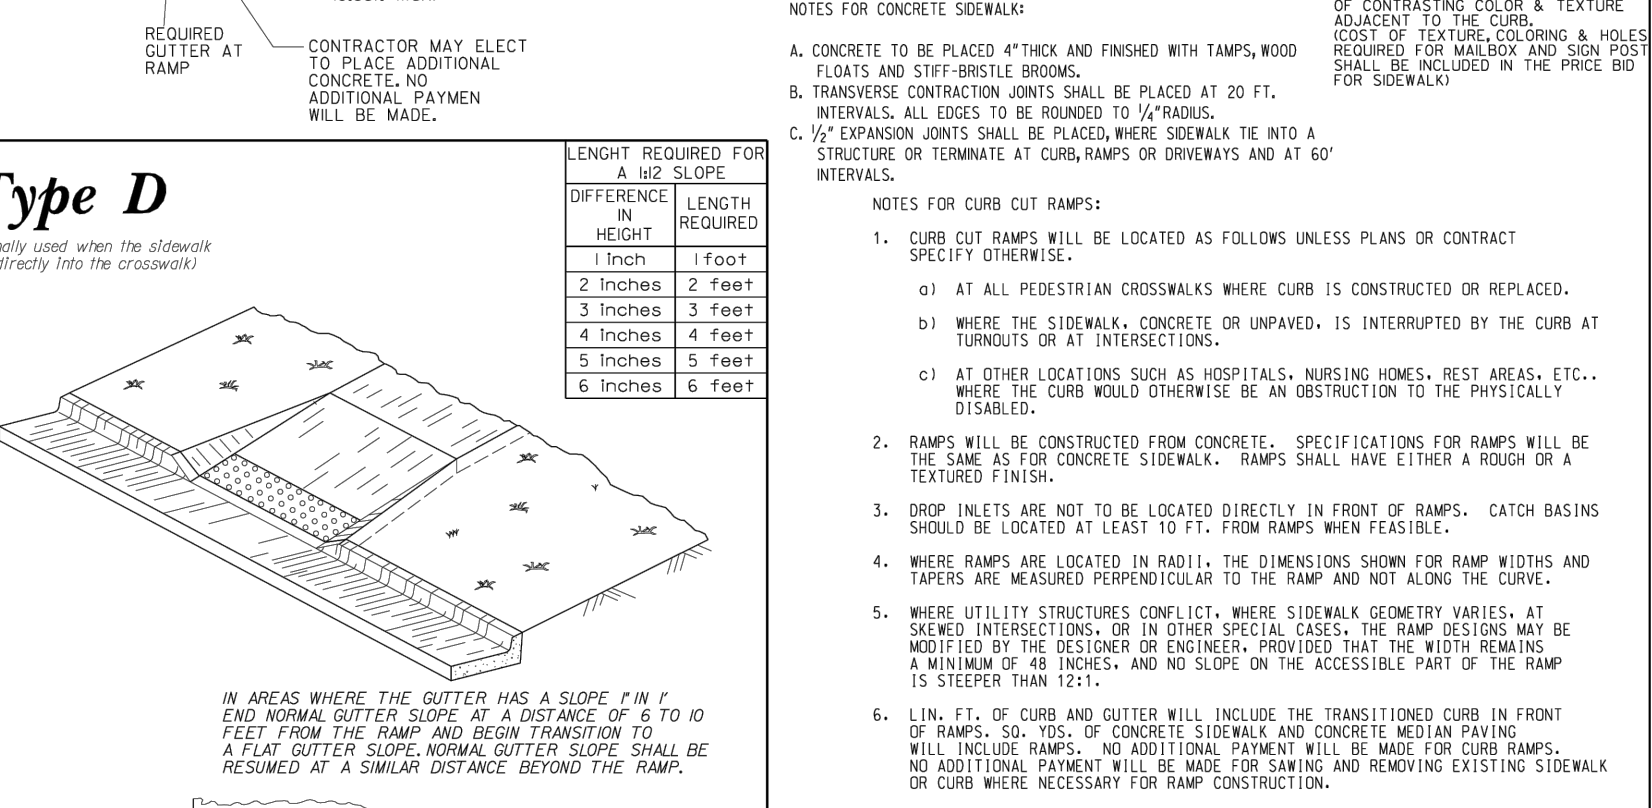 REQUIRED
GUTTER AT
RAMP
CONTRACTOR MAY ELECT
TO PLACE ADDITIONAL
CONCRETE. NO
ADDITIONAL PAYMEN
WILL BE MADE.
Type D
nally used when the sidewalk
directly into the crosswalk)
LENGHT REQUIRED FOR
A 1:12 SLOPE
DIFFERENCE
IN
HEIGHT
LENGTH
REQUIRED
1 inch 1 foot
2 inches 2 feet
3 inches 3 feet
4 inches 4 feet
5 inches 5 feet
6 inches 6 feet
IN AREAS WHERE THE GUTTER HAS A SLOPE 1" IN 1'
END NORMAL GUTTER SLOPE AT A DISTANCE OF 6 TO 10
FEET FROM THE RAMP AND BEGIN TRANSITION TO
A FLAT GUTTER SLOPE. NORMAL GUTTER SLOPE SHALL BE
RESUMED AT A SIMILAR DISTANCE BEYOND THE RAMP.
NOTES FOR CONCRETE SIDEWALK:
A. CONCRETE TO BE PLACED 4" THICK AND FINISHED WITH TAMPS, WOOD
FLOATS AND STIFF-BRISTLE BROOMS.
B. TRANSVERSE CONTRACTION JOINTS SHALL BE PLACED AT 20 FT.
INTERVALS. ALL EDGES TO BE ROUNDED TO 1/4" RADIUS.
C. 1/2" EXPANSION JOINTS SHALL BE PLACED, WHERE SIDEWALK TIE INTO A
STRUCTURE OR TERMINATE AT CURB, RAMPS OR DRIVEWAYS AND AT 60'
INTERVALS.
OF CONTRASTING COLOR & TEXTURE
ADJACENT TO THE CURB.
(COST OF TEXTURE, COLORING & HOLES
REQUIRED FOR MAILBOX AND SIGN POST
SHALL BE INCLUDED IN THE PRICE BID
FOR SIDEWALK)
NOTES FOR CURB CUT RAMPS:
1. CURB CUT RAMPS WILL BE LOCATED AS FOLLOWS UNLESS PLANS OR CONTRACT
SPECIFY OTHERWISE.
a) AT ALL PEDESTRIAN CROSSWALKS WHERE CURB IS CONSTRUCTED OR REPLACED.
b) WHERE THE SIDEWALK, CONCRETE OR UNPAVED, IS INTERRUPTED BY THE CURB AT
TURNOUTS OR AT INTERSECTIONS.
c) AT OTHER LOCATIONS SUCH AS HOSPITALS, NURSING HOMES, REST AREAS, ETC..
WHERE THE CURB WOULD OTHERWISE BE AN OBSTRUCTION TO THE PHYSICALLY
DISABLED.
2. RAMPS WILL BE CONSTRUCTED FROM CONCRETE. SPECIFICATIONS FOR RAMPS WILL BE
THE SAME AS FOR CONCRETE SIDEWALK. RAMPS SHALL HAVE EITHER A ROUGH OR A
TEXTURED FINISH.
3. DROP INLETS ARE NOT TO BE LOCATED DIRECTLY IN FRONT OF RAMPS. CATCH BASINS
SHOULD BE LOCATED AT LEAST 10 FT. FROM RAMPS WHEN FEASIBLE.
4. WHERE RAMPS ARE LOCATED IN RADII, THE DIMENSIONS SHOWN FOR RAMP WIDTHS AND
TAPERS ARE MEASURED PERPENDICULAR TO THE RAMP AND NOT ALONG THE CURVE.
5. WHERE UTILITY STRUCTURES CONFLICT, WHERE SIDEWALK GEOMETRY VARIES, AT
SKEWED INTERSECTIONS, OR IN OTHER SPECIAL CASES, THE RAMP DESIGNS MAY BE
MODIFIED BY THE DESIGNER OR ENGINEER, PROVIDED THAT THE WIDTH REMAINS
A MINIMUM OF 48 INCHES, AND NO SLOPE ON THE ACCESSIBLE PART OF THE RAMP
IS STEEPER THAN 12:1.
6. LIN. FT. OF CURB AND GUTTER WILL INCLUDE THE TRANSITIONED CURB IN FRONT
OF RAMPS. SQ. YDS. OF CONCRETE SIDEWALK AND CONCRETE MEDIAN PAVING
WILL INCLUDE RAMPS. NO ADDITIONAL PAYMENT WILL BE MADE FOR CURB RAMPS.
NO ADDITIONAL PAYMENT WILL BE MADE FOR SAWING AND REMOVING EXISTING SIDEWALK
OR CURB WHERE NECESSARY FOR RAMP CONSTRUCTION.